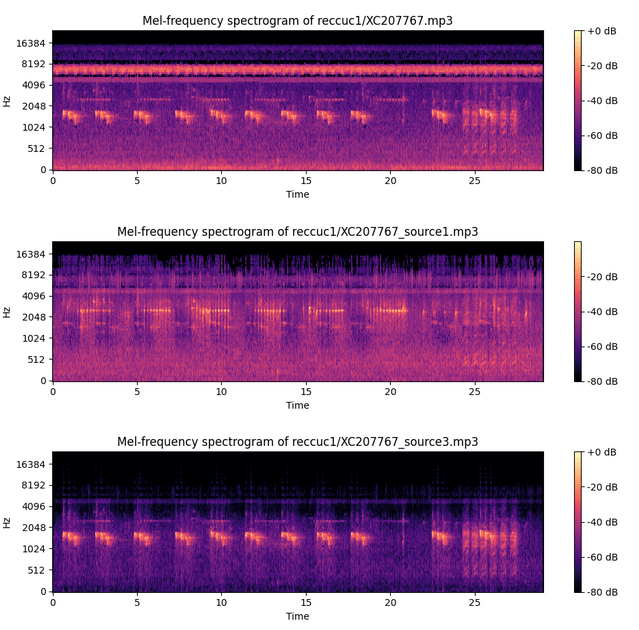 Mel-frequency spectrogram of reccuc1/XC207767.mp3
+0 dB
16384
8192
-20 dB
4096
Hz
2048
-40 dB
1024
-60 dB
512
0
-80 dB
0 5 10 15 20 25
Time
Mel-frequency spectrogram of reccuc1/XC207767_source1.mp3
16384
-20 dB
8192
4096
-40 dB
Hz
2048
1024
-60 dB
512
0
-80 dB
0 5 10 15 20 25
Time
Mel-frequency spectrogram of reccuc1/XC207767_source3.mp3
+0 dB
16384
8192
-20 dB
4096
Hz
2048
-40 dB
1024
-60 dB
512
0
-80 dB
0 5 10 15 20 25
Time